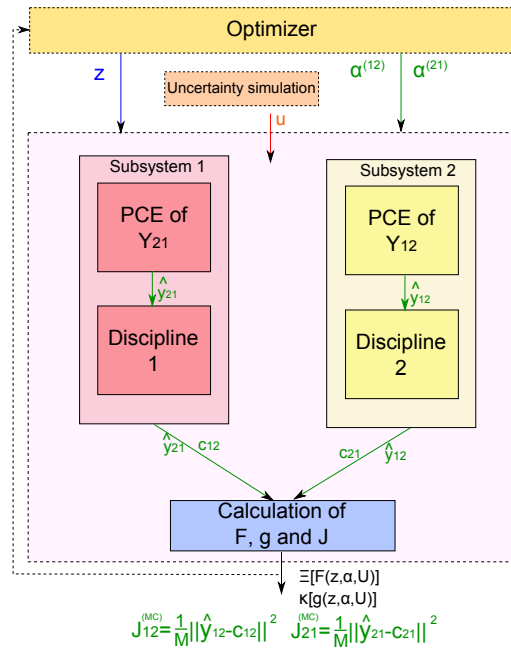 Optimizer
z
α(12) α(21)
Uncertainty simulation
u
Subsystem 1
Subsystem 2
PCE of
Y21
PCE of
Y12
ŷ21
ŷ12
Discipline
1
Discipline
2
ŷ21 c12
c21 ŷ12
Calculation of
F, g and J
Ξ[F(z,α,U)]
κ[g(z,α,U)]
J12(MC)=1/M||ŷ12-c12||2 J21(MC)=1/M||ŷ21-c21||2